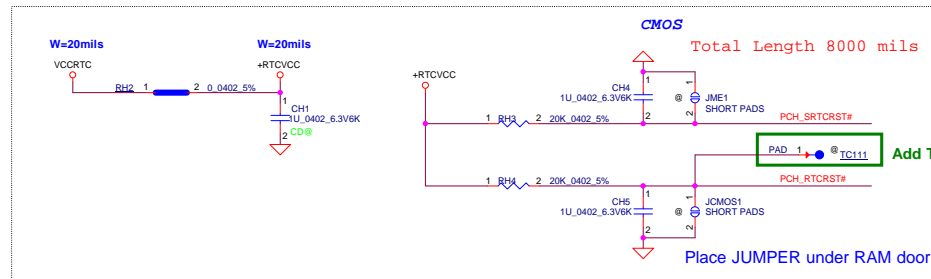 CMOS
W=20mils
W=20mils
Total Length 8000 mils
VCCRTC
+RTCVCC
+RTCVCC
RH2 1 2 0_0402_5%
1
CH1
1U_0402_6.3V6K
2 CD@
CH4
1U_0402_6.3V6K
1
2
@
1
JME1
SHORT PADS
2
RH3
1 2 20K_0402_5%
PCH_SRTCRST#
PAD 1 @ TC111
Add T
RH4
1 2 20K_0402_5%
PCH_RTCRST#
CH5
1U_0402_6.3V6K
1
2
@
1
JCMOS1
SHORT PADS
2
Place JUMPER under RAM door